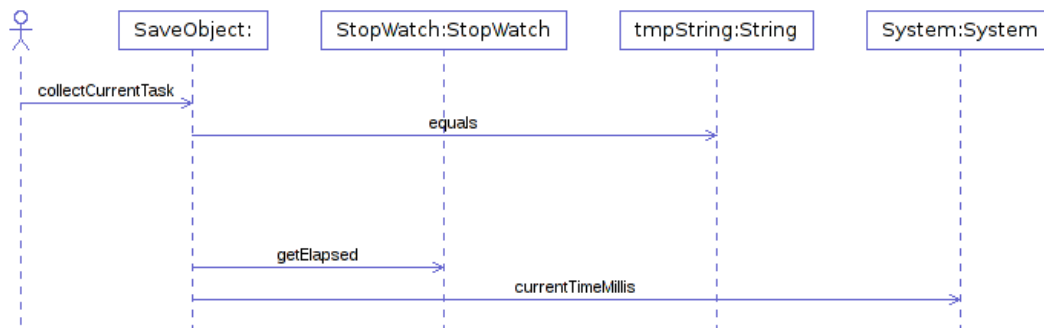 SaveObject:
StopWatch:StopWatch
tmpString:String
System:System
collectCurrentTask
equals
getElapsed
currentTimeMillis